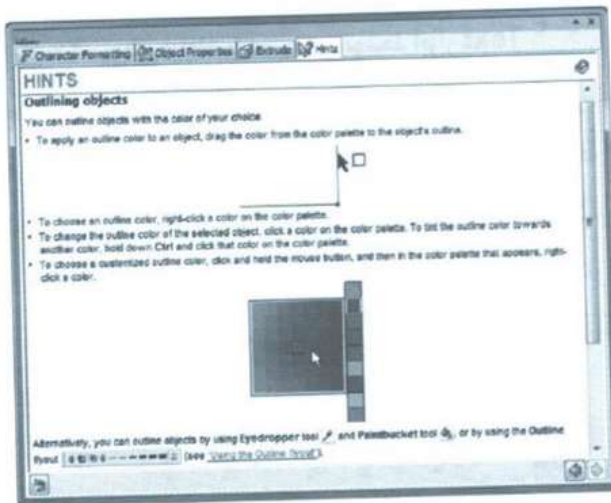 Character Formatting Object Properties Extrude Hints
HINTS
Outlining objects
You can outline objects with the color of your choice
• To apply an outline color to an object, drag the color from the color palette to the object's outline.
• To choose an outline color, right-click a color on the color palette.
• To change the outline color of the selected object, click a color on the color palette. To tint the outline color towards
another color, hold down Ctrl and click that color on the color palette.
• To choose a customized outline color, click and hold the mouse button, and then in the color palette that appears, right-
click a color.
Alternatively, you can outline objects by using Eyedropper tool and Paintbucket tool , or by using the Outline
flyout (see "Using the Outline flyout").